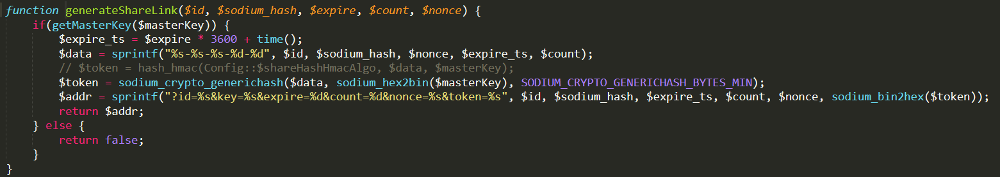 function generateShareLink($id, $sodium_hash, $expire, $count, $nonce) {
    if(getMasterKey($masterKey)) {
        $expire_ts = $expire * 3600 + time();
        $data = sprintf("%s-%s-%s-%d-%d", $id, $sodium_hash, $nonce, $expire_ts, $count);
        // $token = hash_hmac(Config::$shareHashHmacAlgo, $data, $masterKey);
        $token = sodium_crypto_generichash($data, sodium_hex2bin($masterKey), SODIUM_CRYPTO_GENERICHASH_BYTES_MIN);
        $addr = sprintf("?id=%s&key=%s&expire=%d&count=%d&nonce=%s&token=%s", $id, $sodium_hash, $expire_ts, $count, $nonce, sodium_bin2hex($token));
        return $addr;
    } else {
        return false;
    }
}